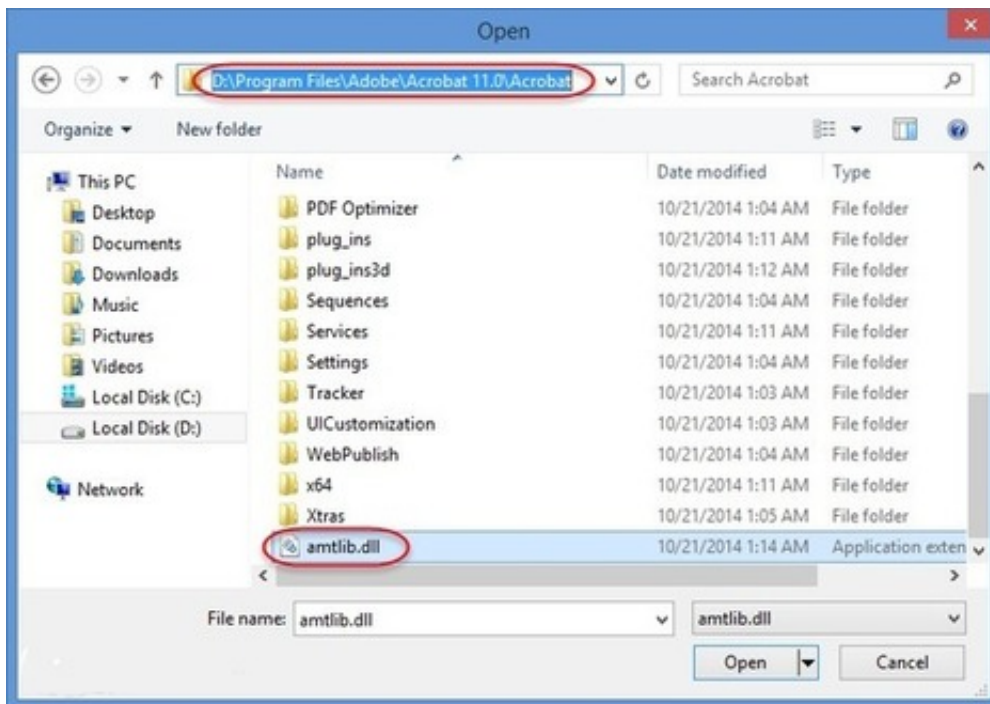 Open
D:\Program Files\Adobe\Acrobat 11.0\Acrobat
Search Acrobat
Organize
New folder
This PC
Desktop
Documents
Downloads
Music
Pictures
Videos
Local Disk (C:)
Local Disk (D:)
Network
Name Date modified Type
PDF Optimizer 10/21/2014 1:04 AM File folder
plug_ins 10/21/2014 1:11 AM File folder
plug_ins3d 10/21/2014 1:12 AM File folder
Sequences 10/21/2014 1:04 AM File folder
Services 10/21/2014 1:11 AM File folder
Settings 10/21/2014 1:04 AM File folder
Tracker 10/21/2014 1:03 AM File folder
UICustomization 10/21/2014 1:03 AM File folder
WebPublish 10/21/2014 1:04 AM File folder
x64 10/21/2014 1:11 AM File folder
Xtras 10/21/2014 1:05 AM File folder
amtlib.dll 10/21/2014 1:14 AM Application exten
File name: amtlib.dll amtlib.dll
Open Cancel